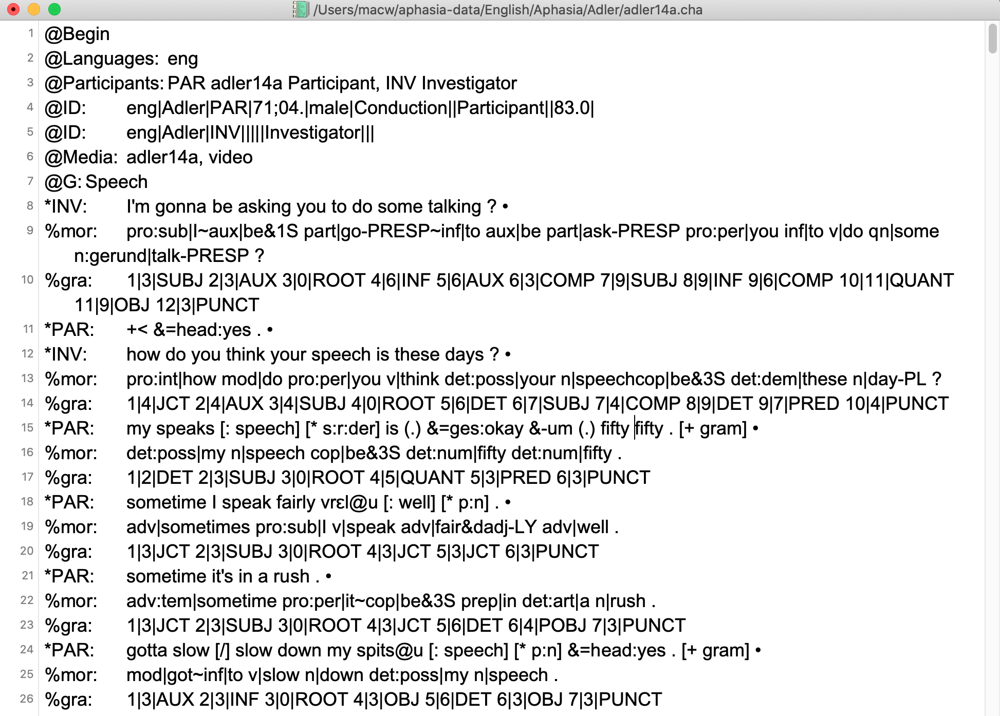 /Users/macw/aphasia-data/English/Aphasia/Adler/adler14a.cha
1 @Begin
2 @Languages: eng
3 @Participants: PAR adler14a Participant, INV Investigator
4 @ID: eng|Adler|PAR|71;04.|male|Conduction||Participant||83.0|
5 @ID: eng|Adler|INV|||||Investigator|||
6 @Media: adler14a, video
7 @G: Speech
8 *INV: I'm gonna be asking you to do some talking ? •
9 %mor: pro:sub|I~aux|be&1S part|go-PRESP~inf|to aux|be part|ask-PRESP pro:per|you inf|to v|do qn|some
n:gerund|talk-PRESP ?
10 %gra: 1|3|SUBJ 2|3|AUX 3|0|ROOT 4|6|INF 5|6|AUX 6|3|COMP 7|9|SUBJ 8|9|INF 9|6|COMP 10|11|QUANT
11|9|OBJ 12|3|PUNCT
11 *PAR: +< &=head:yes . •
12 *INV: how do you think your speech is these days ? •
13 %mor: pro:int|how mod|do pro:per|you v|think det:poss|your n|speechcop|be&3S det:dem|these n|day-PL ?
14 %gra: 1|4|JCT 2|4|AUX 3|4|SUBJ 4|0|ROOT 5|6|DET 6|7|SUBJ 7|4|COMP 8|9|DET 9|7|PRED 10|4|PUNCT
15 *PAR: my speaks [: speech] [* s:r:der] is (.) &=ges:okay &-um (.) fifty fifty . [+ gram] •
16 %mor: det:poss|my n|speech cop|be&3S det:num|fifty det:num|fifty .
17 %gra: 1|2|DET 2|3|SUBJ 3|0|ROOT 4|5|QUANT 5|3|PRED 6|3|PUNCT
18 *PAR: sometime I speak fairly vrɛl@u [: well] [* p:n] . •
19 %mor: adv|sometimes pro:sub|I v|speak adv|fair&dadj-LY adv|well .
20 %gra: 1|3|JCT 2|3|SUBJ 3|0|ROOT 4|3|JCT 5|3|JCT 6|3|PUNCT
21 *PAR: sometime it's in a rush . •
22 %mor: adv:tem|sometime pro:per|it~cop|be&3S prep|in det:art|a n|rush .
23 %gra: 1|3|JCT 2|3|SUBJ 3|0|ROOT 4|3|JCT 5|6|DET 6|4|POBJ 7|3|PUNCT
24 *PAR: gotta slow [/] slow down my spits@u [: speech] [* p:n] &=head:yes . [+ gram] •
25 %mor: mod|got~inf|to v|slow n|down det:poss|my n|speech .
26 %gra: 1|3|AUX 2|3|INF 3|0|ROOT 4|3|OBJ 5|6|DET 6|3|OBJ 7|3|PUNCT